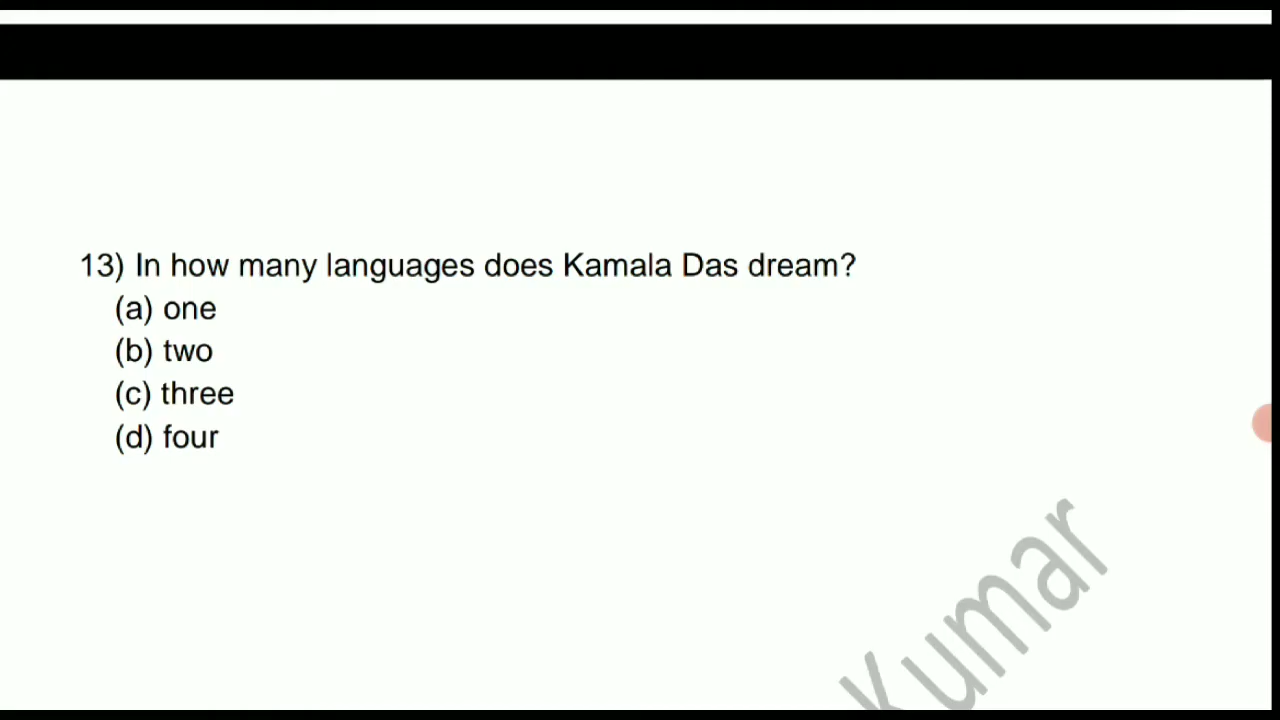 13) In how many languages does Kamala Das dream?
(a) one
(b) two
(c) three
(d) four
Kumar